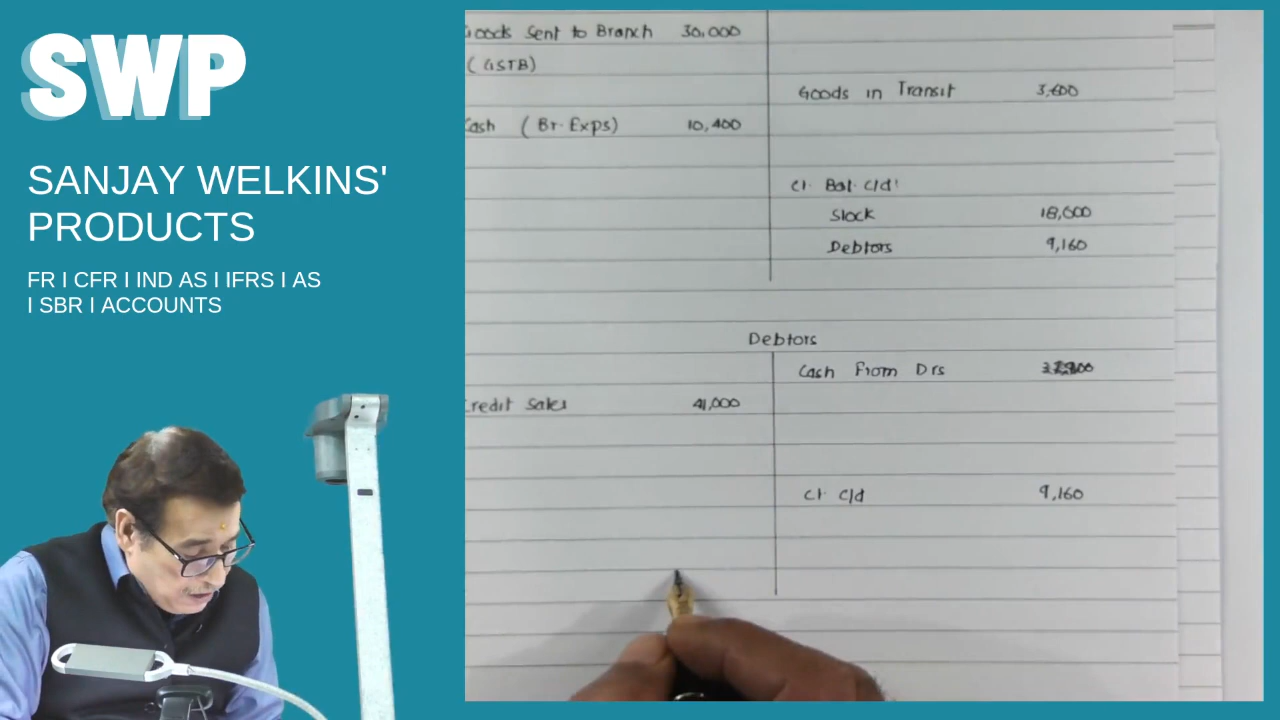 SWP
SANJAY WELKINS'
PRODUCTS
FR I CFR I IND AS I IFRS I AS
I SBR I ACCOUNTS
Goods Sent to Branch 30,000
(GSTB)
Goods in Transit 3,600
Cash (Br. Exps) 10,400
Cl. Bal. c/d:
Stock 18,000
Debtors 9,160
Debtors
Cash From Drs
Credit Sales 41,000
Cl. c/d 9,160